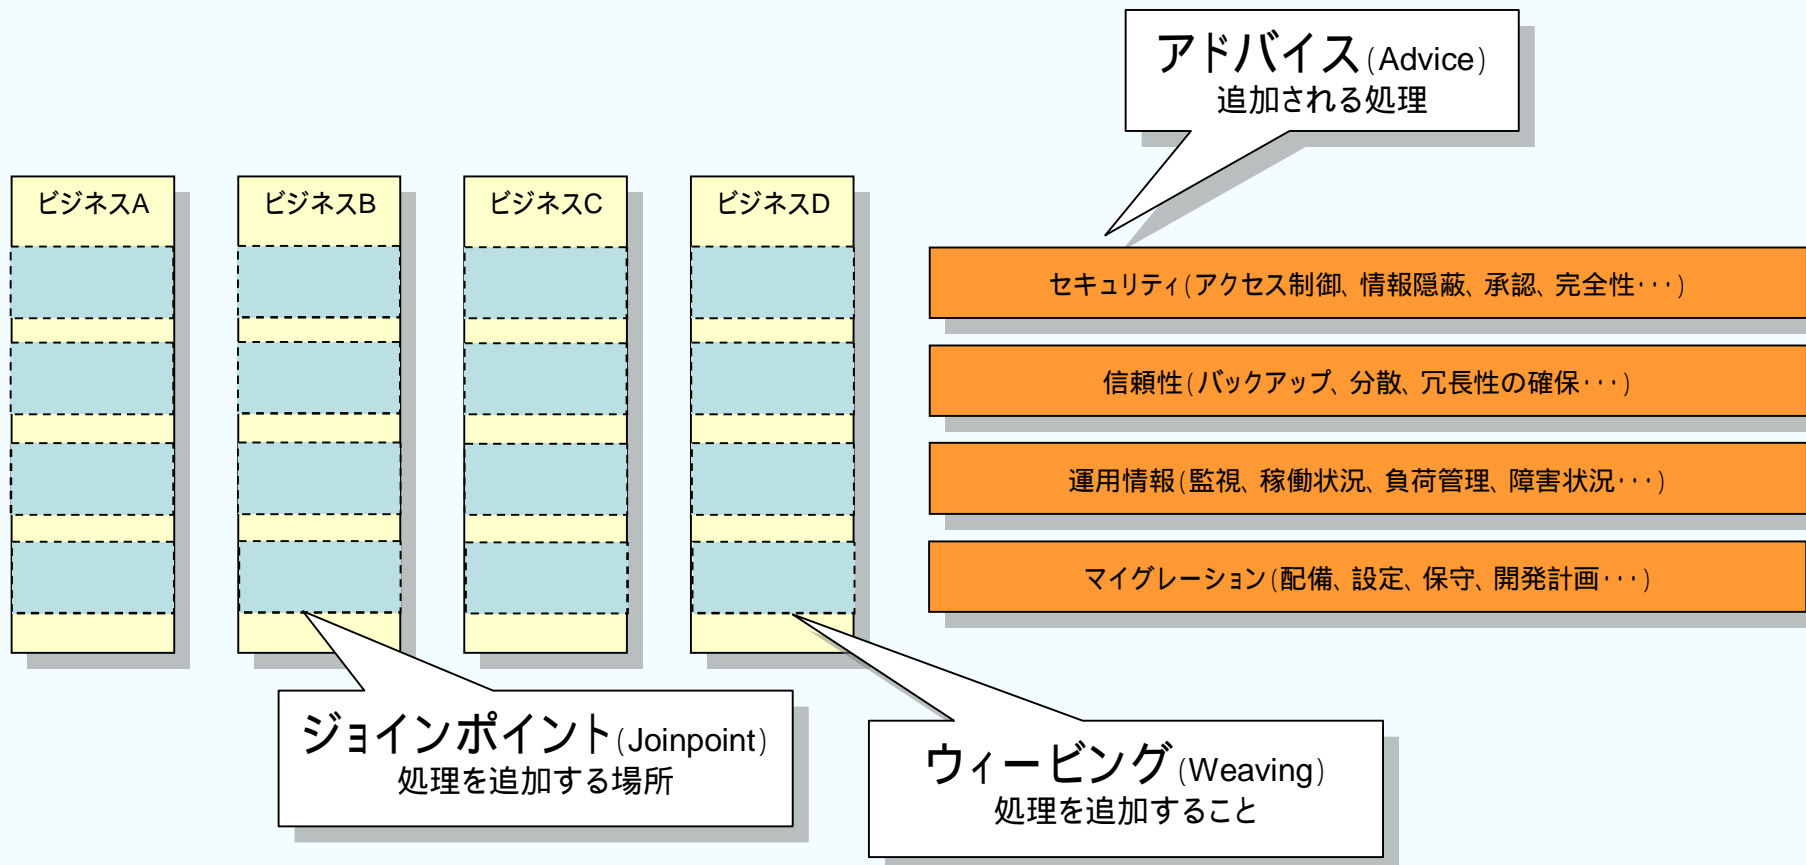 アドバイス(Advice)
追加される処理
ビジネスA
ビジネスB
ビジネスC
ビジネスD
セキュリティ(アクセス制御、情報隠蔽、承認、完全性・・・)
信頼性(バックアップ、分散、冗長性の確保・・・)
運用情報(監視、稼働状況、負荷管理、障害状況・・・)
マイグレーション(配備、設定、保守、開発計画・・・)
ジョインポイント(Joinpoint)
処理を追加する場所
ウィービング(Weaving)
処理を追加すること